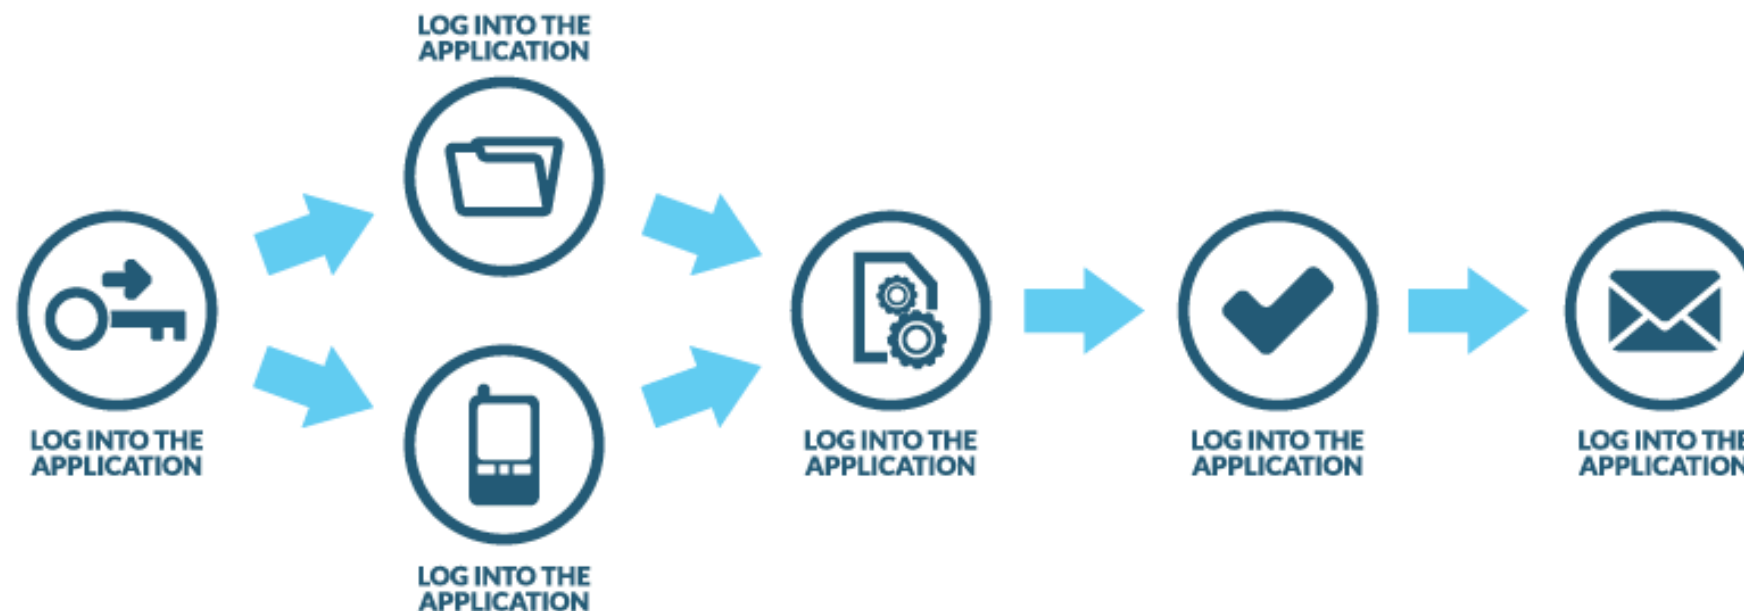 LOG INTO THE
APPLICATION
LOG INTO THE
APPLICATION
LOG INTO THE
APPLICATION
LOG INTO THE
APPLICATION
LOG INTO THE
APPLICATION
LOG INTO THE
APPLICATION